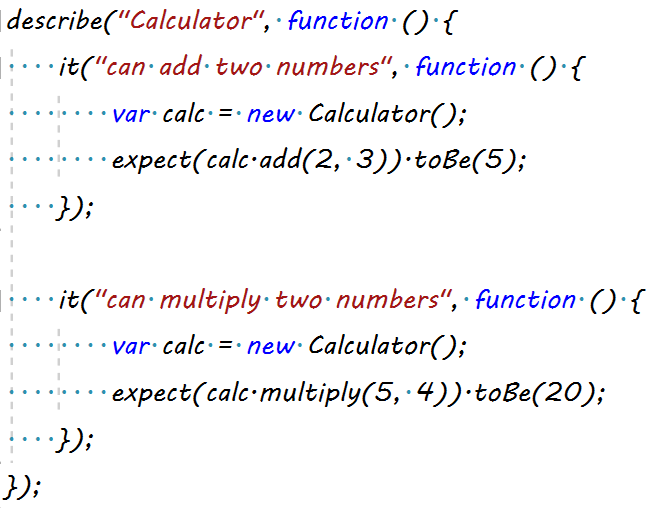 describe("Calculator", function () {
    it("can add two numbers", function () {
        var calc = new Calculator();
        expect(calc.add(2, 3)).toBe(5);
    });

    it("can multiply two numbers", function () {
        var calc = new Calculator();
        expect(calc.multiply(5, 4)).toBe(20);
    });
});